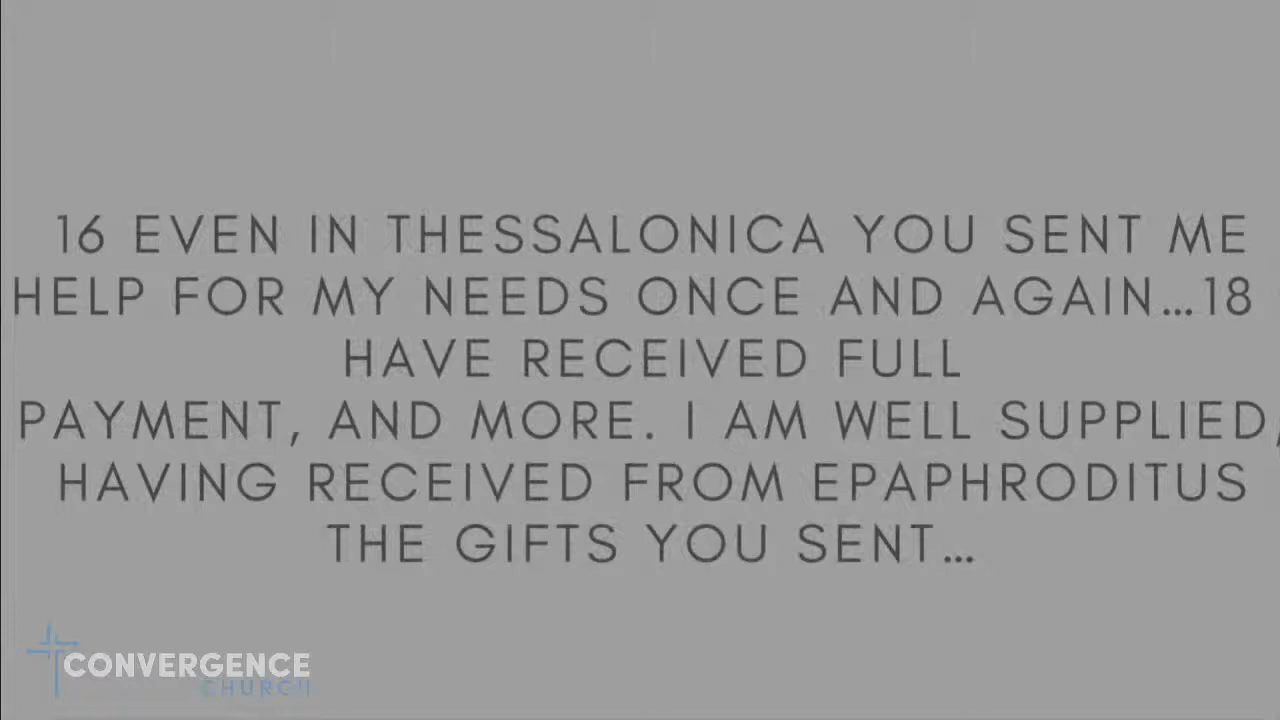 16 EVEN IN THESSALONICA YOU SENT ME
HELP FOR MY NEEDS ONCE AND AGAIN…18
HAVE RECEIVED FULL
PAYMENT, AND MORE. I AM WELL SUPPLIED,
HAVING RECEIVED FROM EPAPHRODITUS
THE GIFTS YOU SENT…
CONVERGENCE
CHURCH